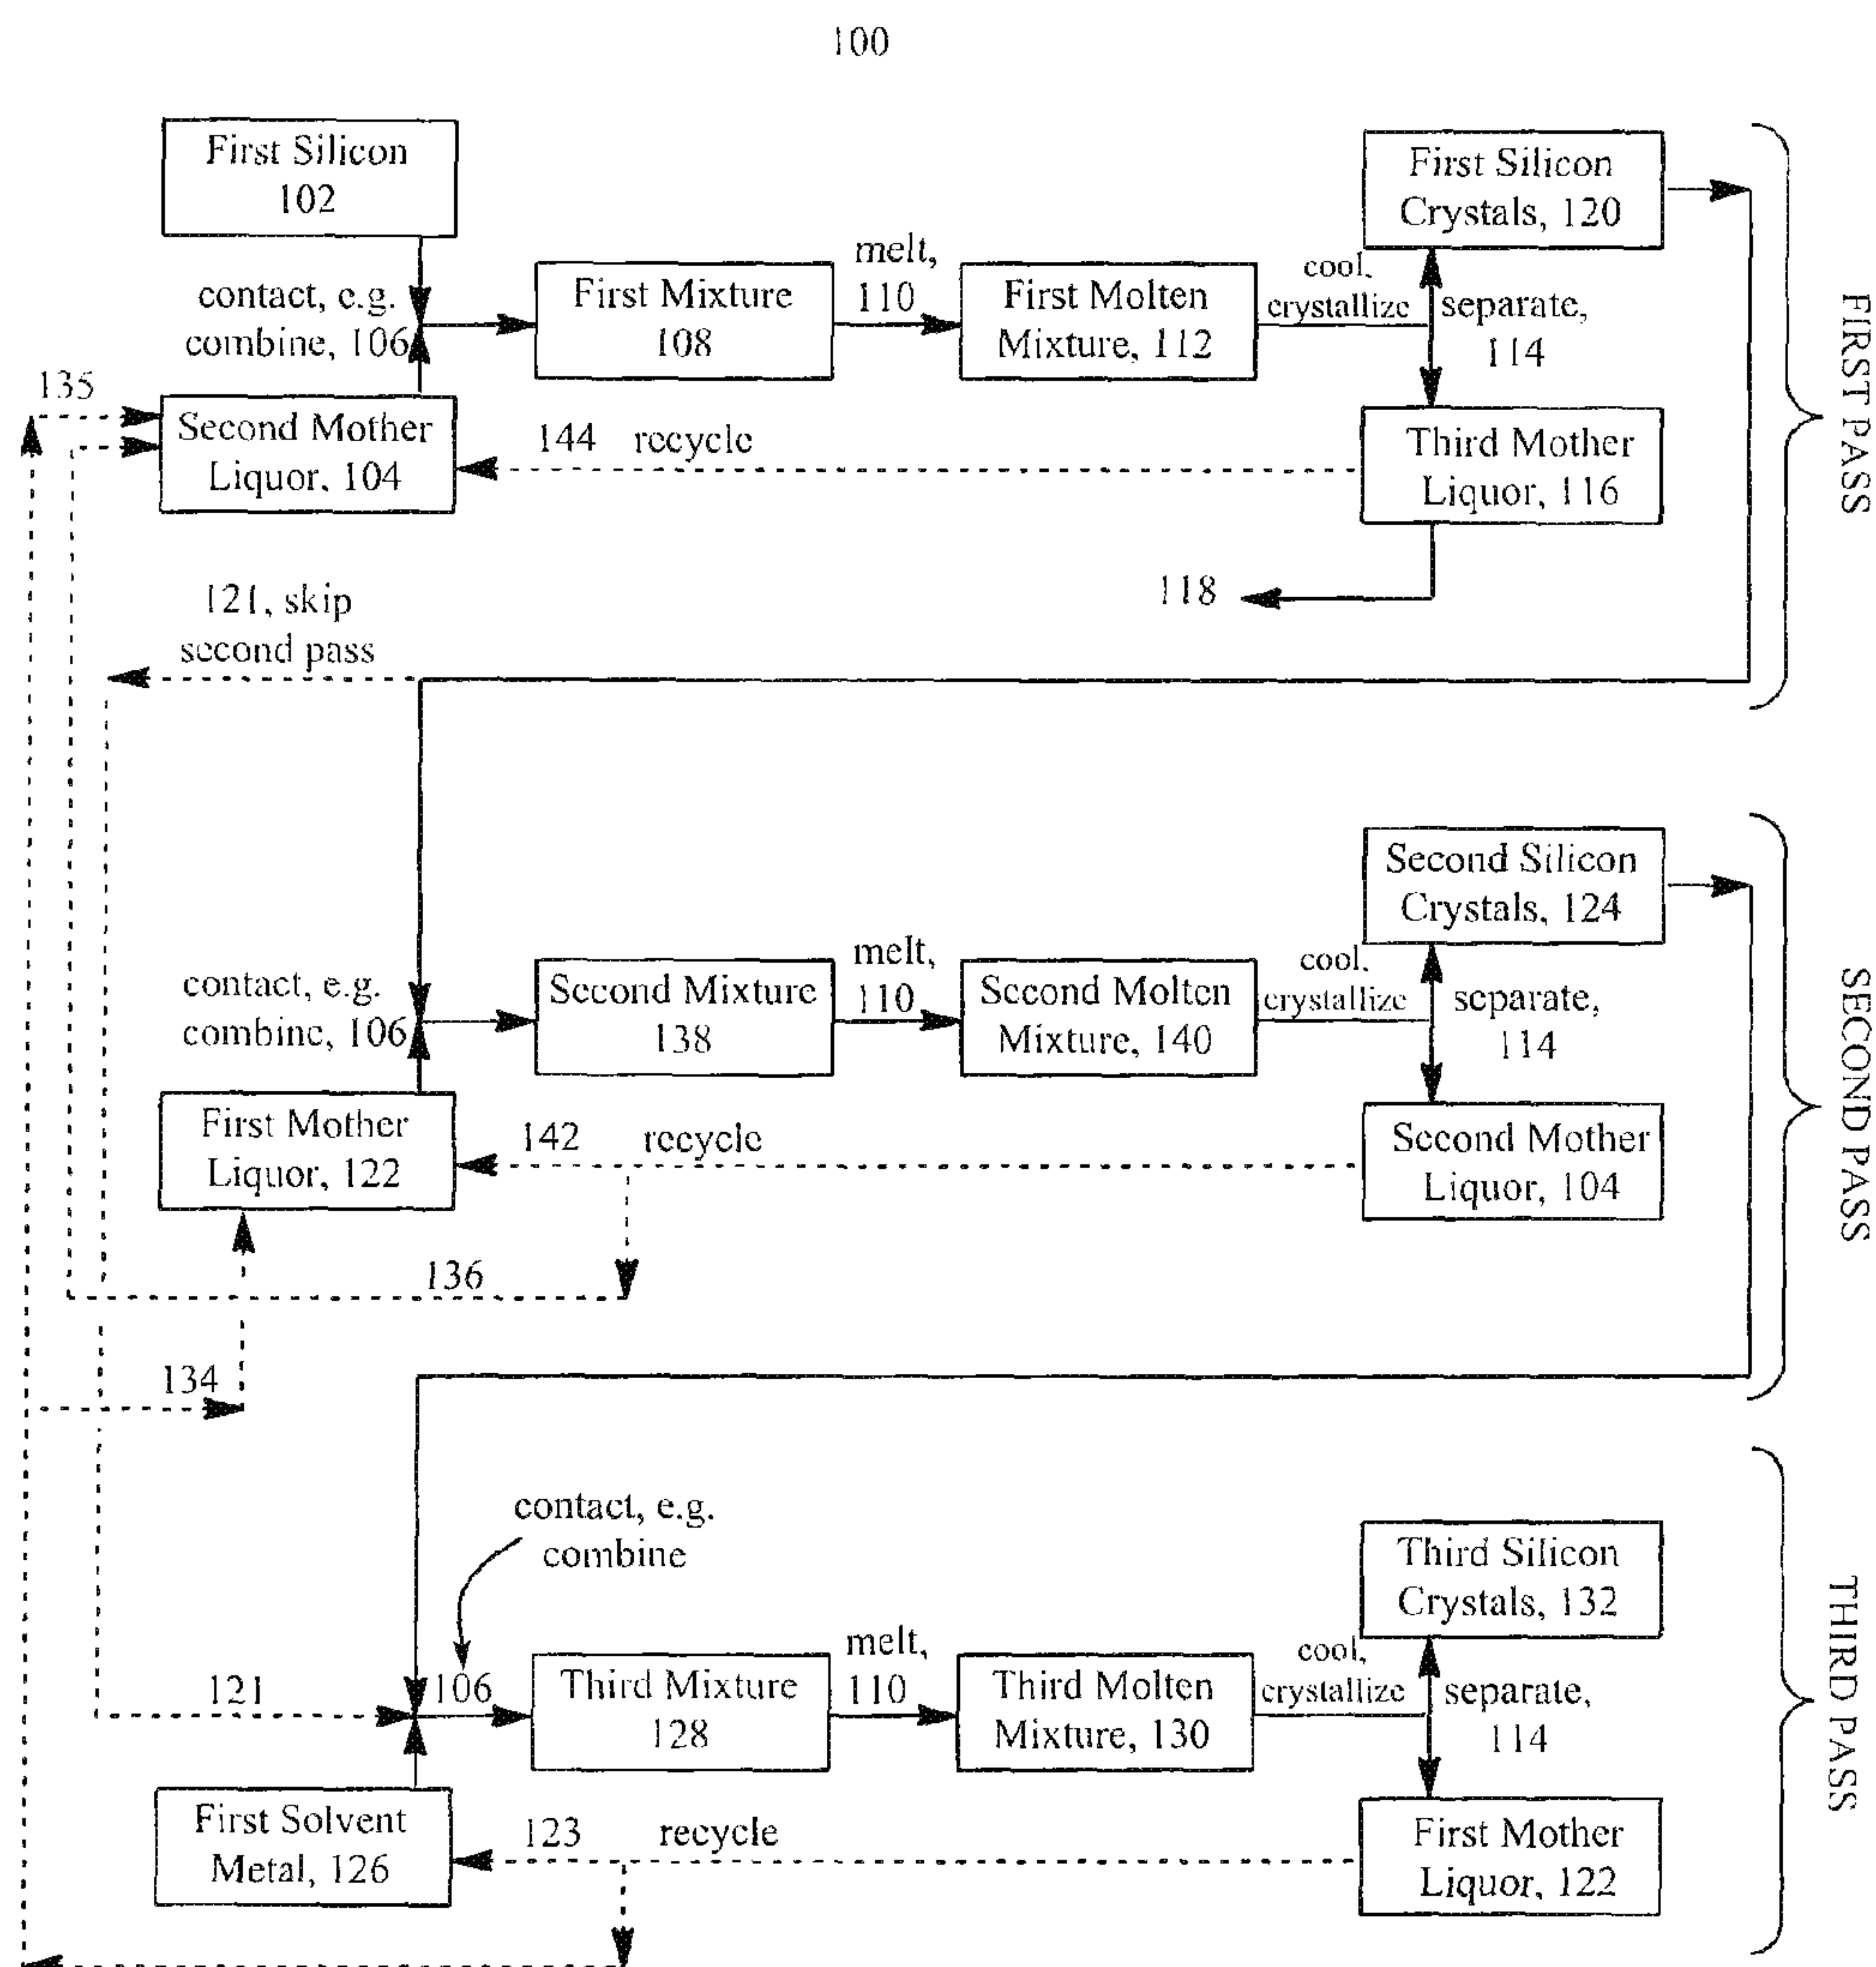 100
First Silicon
102
contact, e.g.
combine, 106
First Mixture
108
melt,
110
First Molten
Mixture, 112
cool,
crystallize
separate,
114
First Silicon
Crystals, 120
135
Second Mother
Liquor, 104
144 recycle
Third Mother
Liquor, 116
118
FIRST PASS
121, skip
second pass
contact, e.g.
combine, 106
Second Mixture
138
melt,
110
Second Molten
Mixture, 140
cool,
crystallize
separate,
114
Second Silicon
Crystals, 124
First Mother
Liquor, 122
142 recycle
Second Mother
Liquor, 104
SECOND PASS
136
134
contact, e.g.
combine
121
106
Third Mixture
128
melt,
110
Third Molten
Mixture, 130
cool,
crystallize
separate,
114
Third Silicon
Crystals, 132
First Solvent
Metal, 126
123 recycle
First Mother
Liquor, 122
THIRD PASS